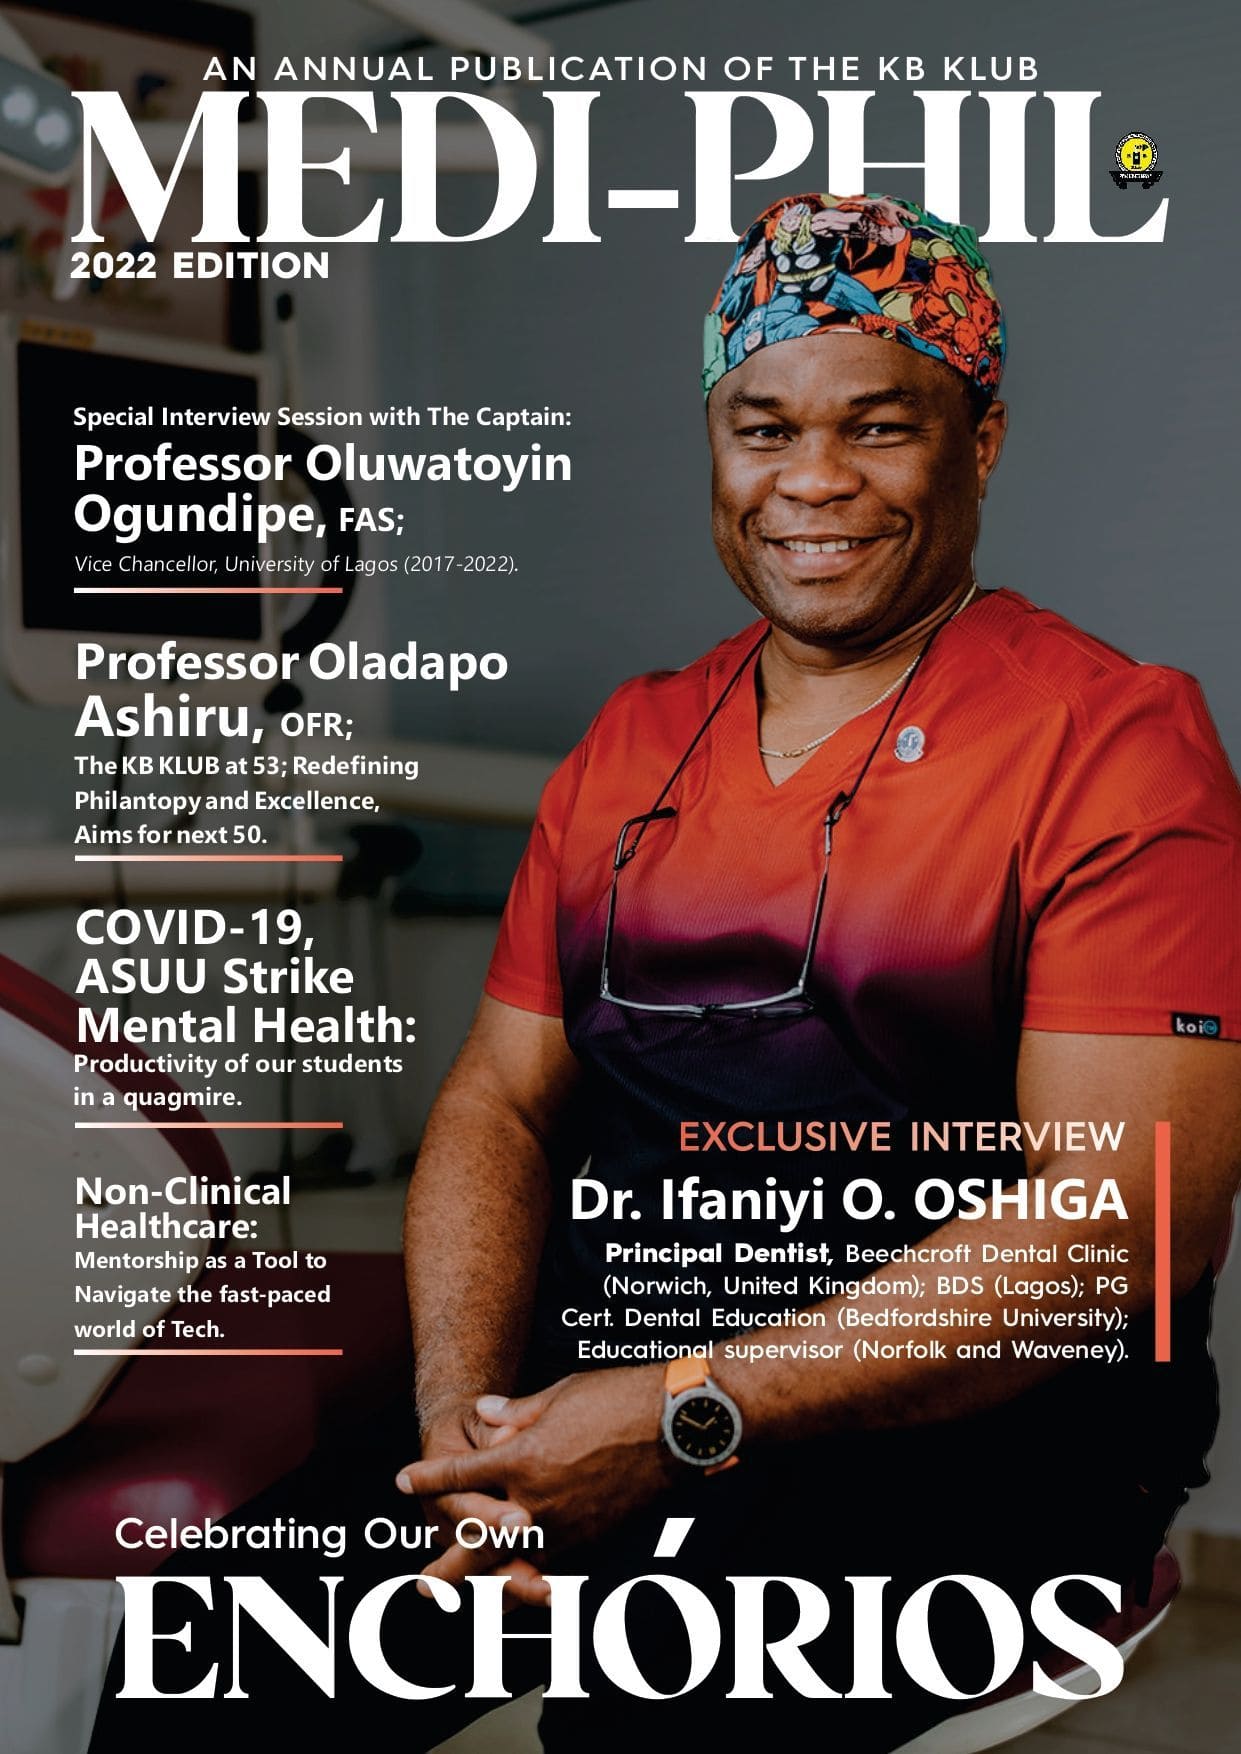 AN ANNUAL PUBLICATION OF THE KB KLUB
MEDI-PHIL
2022 EDITION
Special Interview Session with The Captain:
Professor Oluwatoyin
Ogundipe, FAS;
Vice Chancellor, University of Lagos (2017-2022).
Professor Oladapo
Ashiru, OFR;
The KB KLUB at 53; Redefining
Philantopy and Excellence,
Aims for next 50.
COVID-19,
ASUU Strike
Mental Health:
Productivity of our students
in a quagmire.
Non-Clinical
Healthcare:
Mentorship as a Tool to
Navigate the fast-paced
world of Tech.
koi
EXCLUSIVE INTERVIEW
Dr. Ifaniyi O. OSHIGA
Principal Dentist, Beechcroft Dental Clinic
(Norwich, United Kingdom); BDS (Lagos); PG
Cert. Dental Education (Bedfordshire University);
Educational supervisor (Norfolk and Waveney).
Celebrating Our Own
ENCHÓRIOS